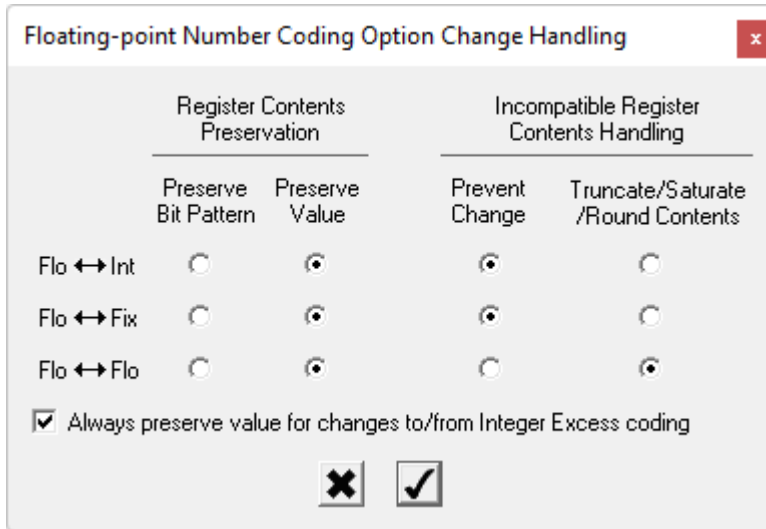 Floating-point Number Coding Option Change Handling
x
Register Contents
Preservation
Incompatible Register
Contents Handling
Preserve
Bit Pattern
Preserve
Value
Prevent
Change
Truncate/Saturate
/Round Contents
Flo ↔ Int
Flo ↔ Fix
Flo ↔ Flo
Always preserve value for changes to/from Integer Excess coding